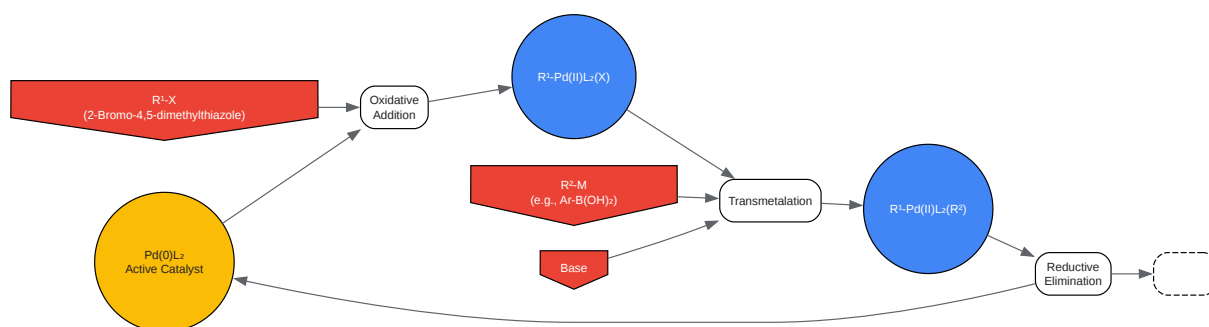 R¹-X
(2-Bromo-4,5-dimethylthiazole)
Oxidative
Addition
R¹-Pd(II)L₂(X)
R²-M
(e.g., Ar-B(OH)₂)
Transmetalation
R¹-Pd(II)L₂(R²)
Pd(0)L₂
Active Catalyst
Base
Reductive
Elimination